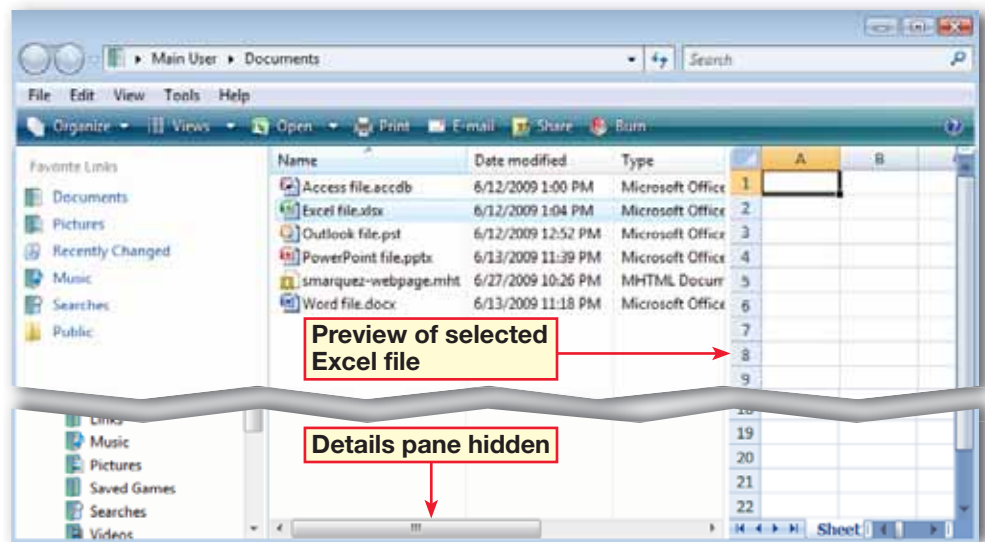 Main User ▸ Documents
Search
File Edit View Tools Help
Organize Views Open Print E-mail Share Burn
Favorite Links
Documents
Pictures
Recently Changed
Music
Searches
Public
Name Date modified Type
Access file.accdb 6/12/2009 1:00 PM Microsoft Office
Excel file.xlsx 6/12/2009 1:04 PM Microsoft Office
Outlook file.pst 6/12/2009 12:52 PM Microsoft Office
PowerPoint file.pptx 6/13/2009 11:39 PM Microsoft Office
smarquez-webpage.mht 6/27/2009 10:26 PM MHTML Docum
Word file.docx 6/13/2009 11:18 PM Microsoft Office
A B
1
2
3
4
5
6
7
8
9
Preview of selected
Excel file
Links
Music
Pictures
Saved Games
Searches
Videos
Details pane hidden
19
20
21
22
Sheet